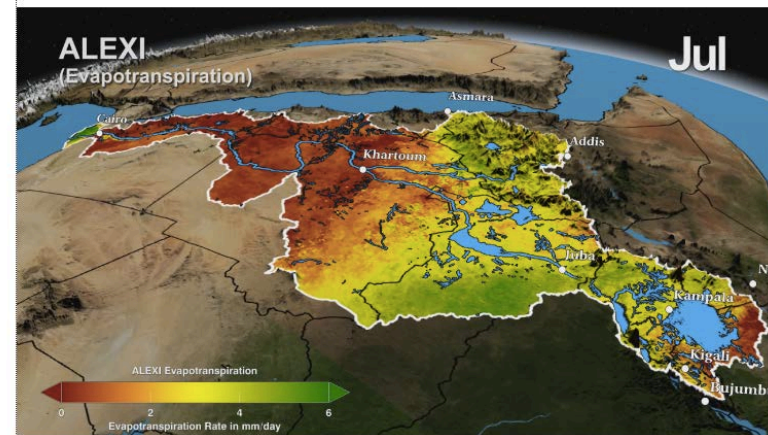 ALEXI
(Evapotranspiration)
Jul
Asmara
Cairo
Addis
Khartoum
Juba
N
Kampala
Kigali
Bujumb
ALEXI Evapotranspiration
0 2 4 6
Evapotranspiration Rate in mm/day